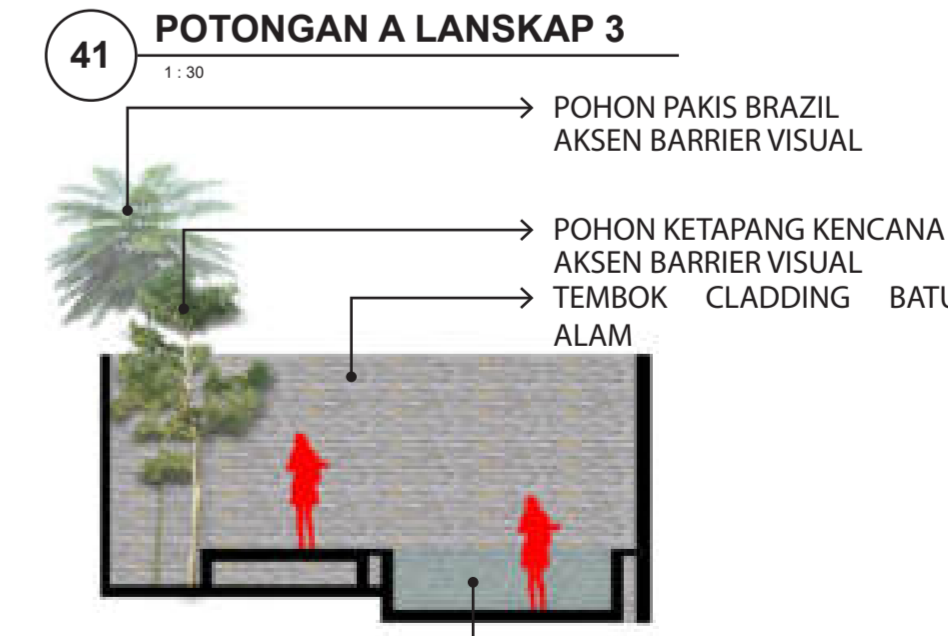 41
POTONGAN A LANSKAP 3
1 : 30
POHON PAKIS BRAZIL
AKSEN BARRIER VISUAL
POHON KETAPANG KENCANA
AKSEN BARRIER VISUAL
TEMBOK CLADDING BATU
ALAM